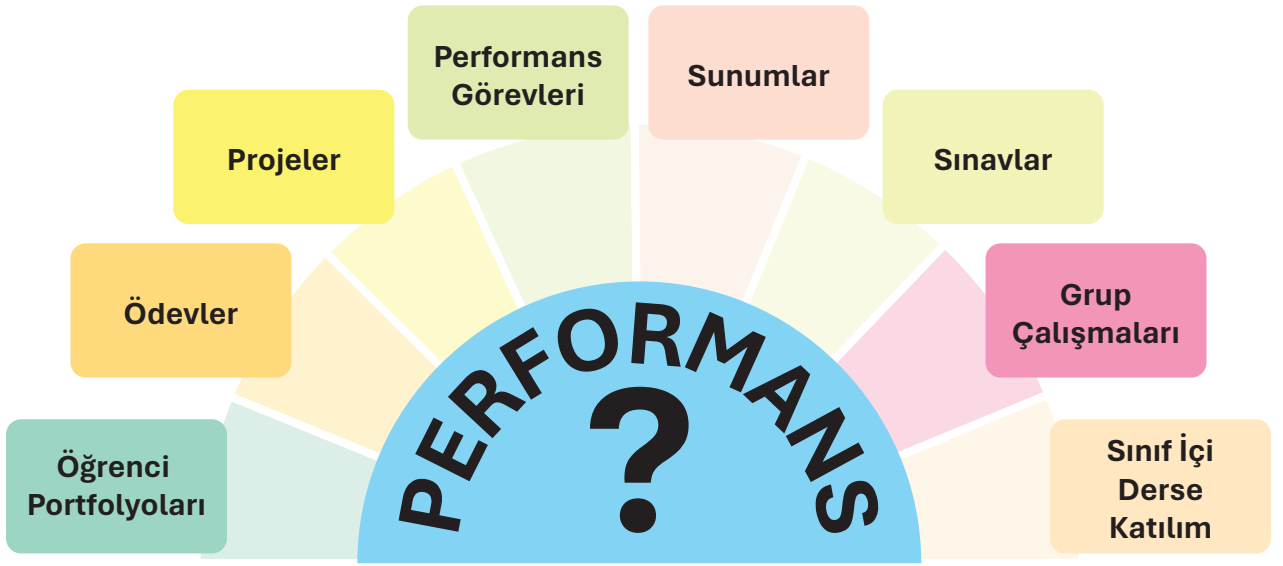 Performans
Görevleri
Sunumlar
Projeler
Sınavlar
Ödevler
Grup
Çalışmaları
Öğrenci
Portfolyoları
Sınıf İçi
Derse
Katılım
PERFORMANS
?